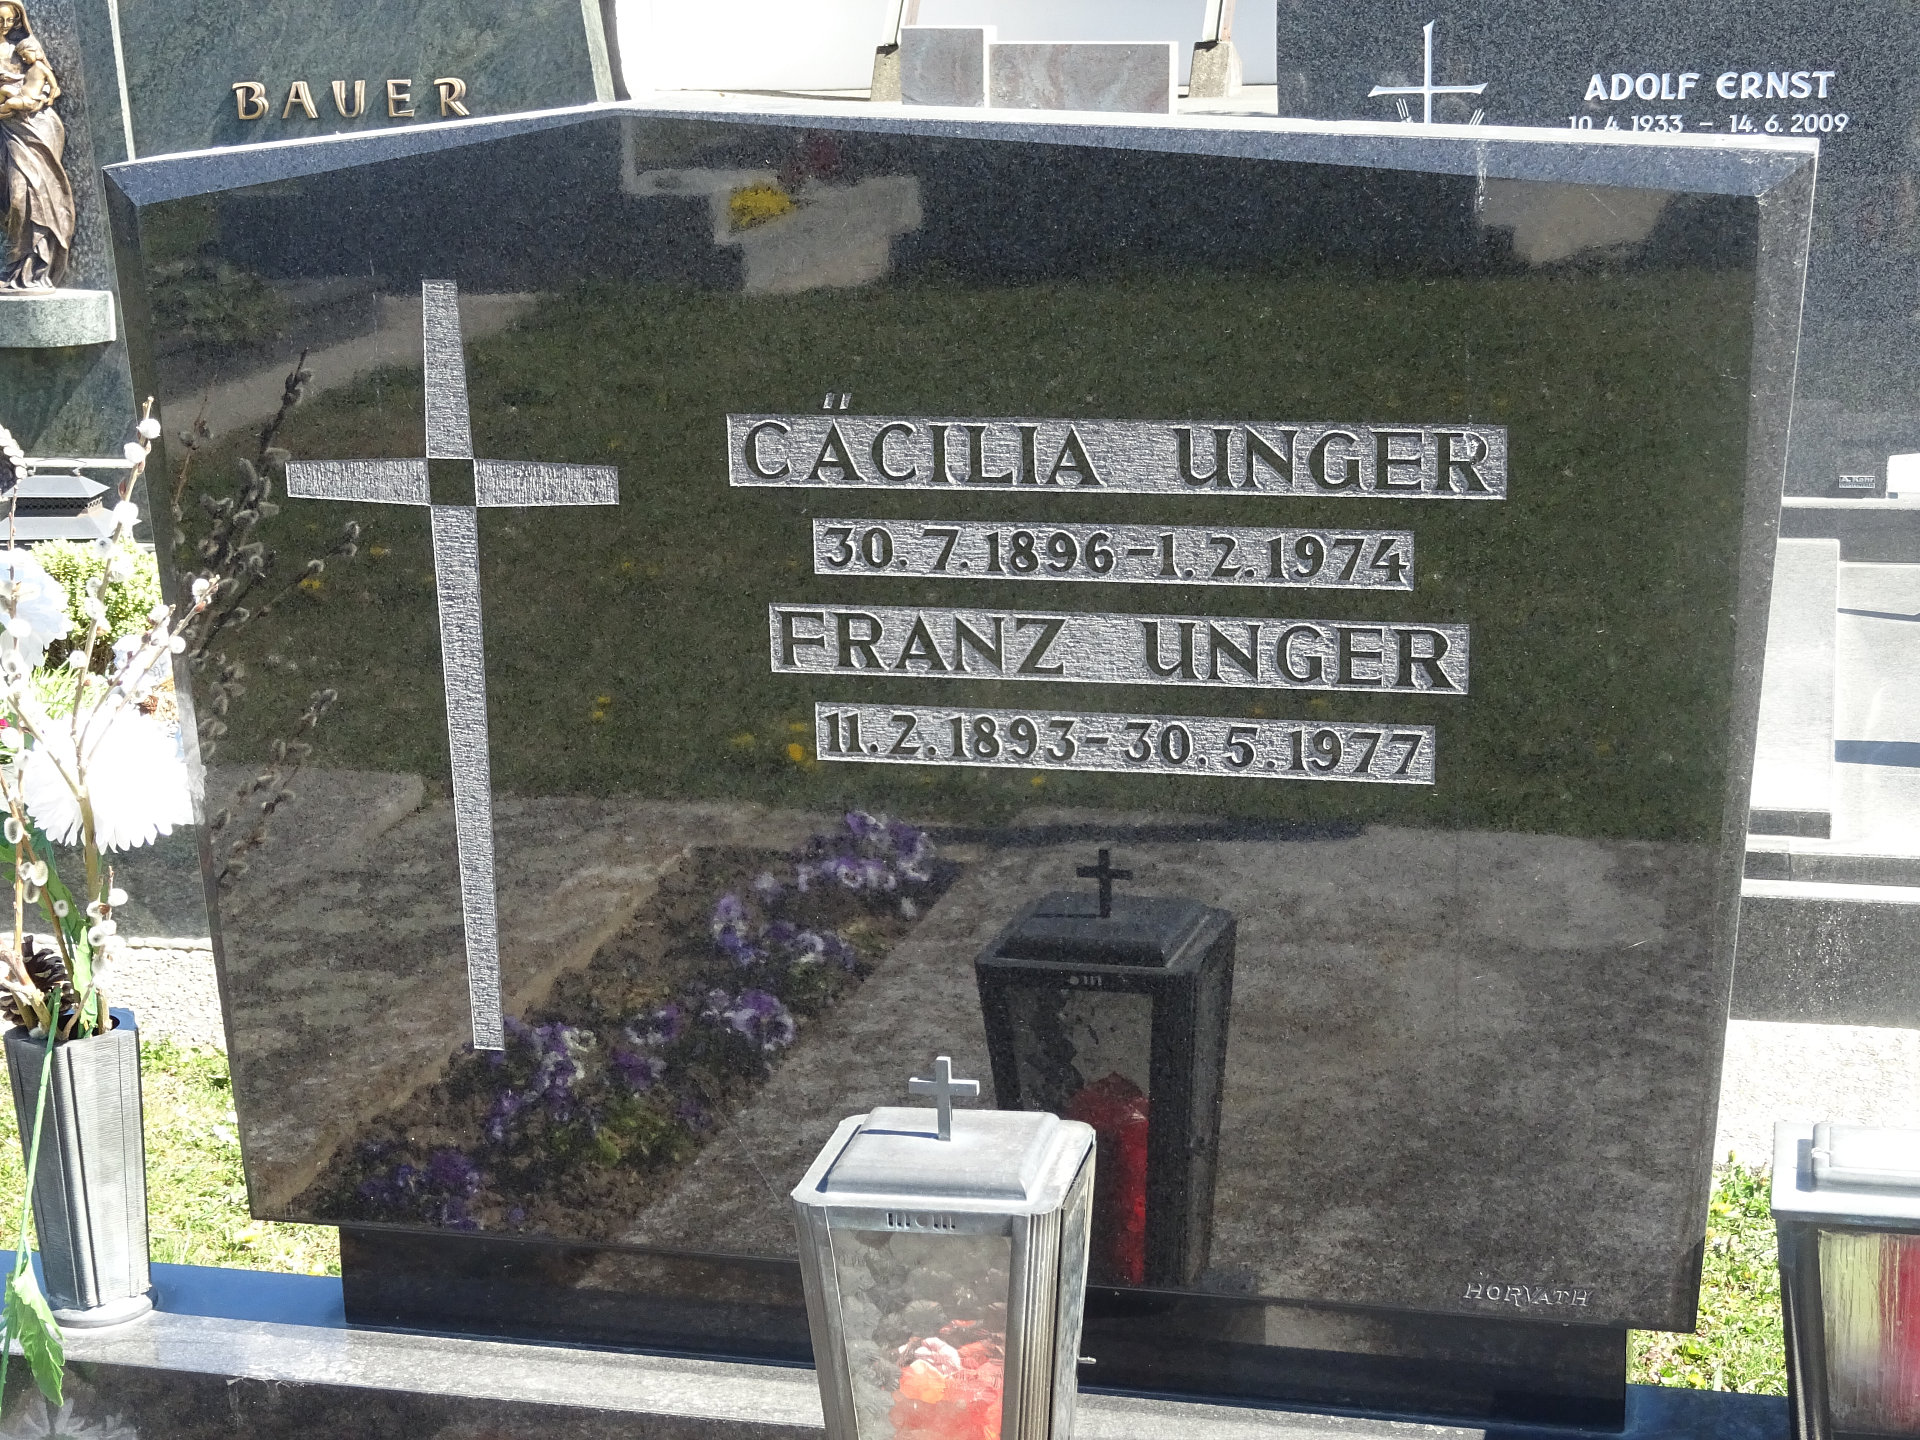 BAUER
ADOLF ERNST
10.4.1933 – 14.6.2009
CÄCILIA UNGER
30.7.1896–1.2.1974
FRANZ UNGER
11.2.1893–30.5.1977
HORVATH